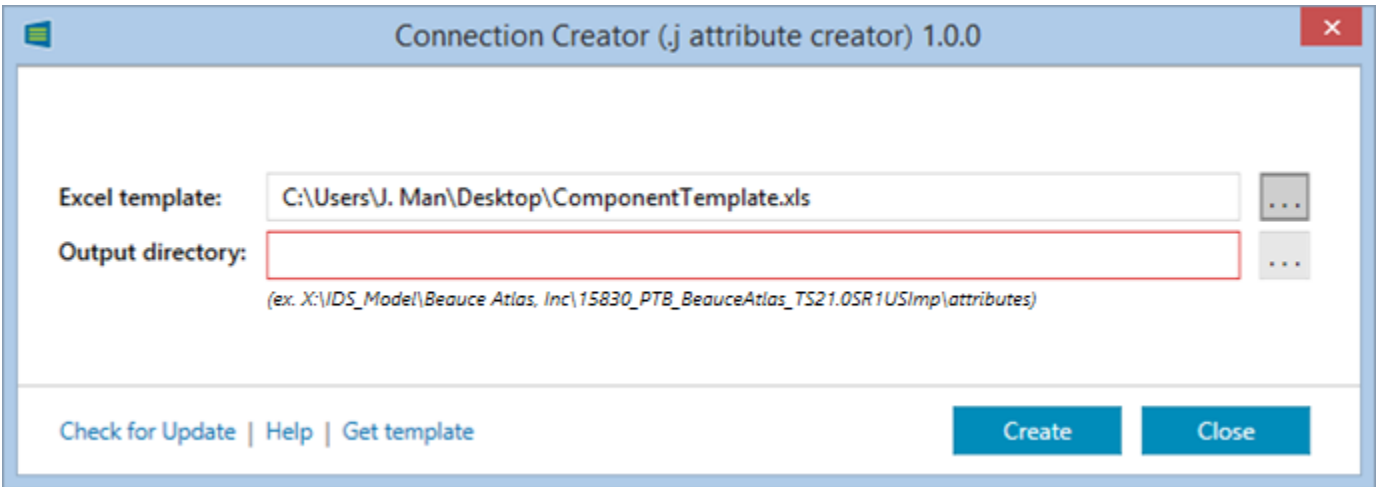 Connection Creator (.j attribute creator) 1.0.0
Excel template: C:\Users\J. Man\Desktop\ComponentTemplate.xls ...
Output directory: ...
(ex. X:\IDS_Model\Beauce Atlas, Inc\15830_PTB_BeauceAtlas_TS21.0SR1USImp\attributes)
Check for Update | Help | Get template Create Close